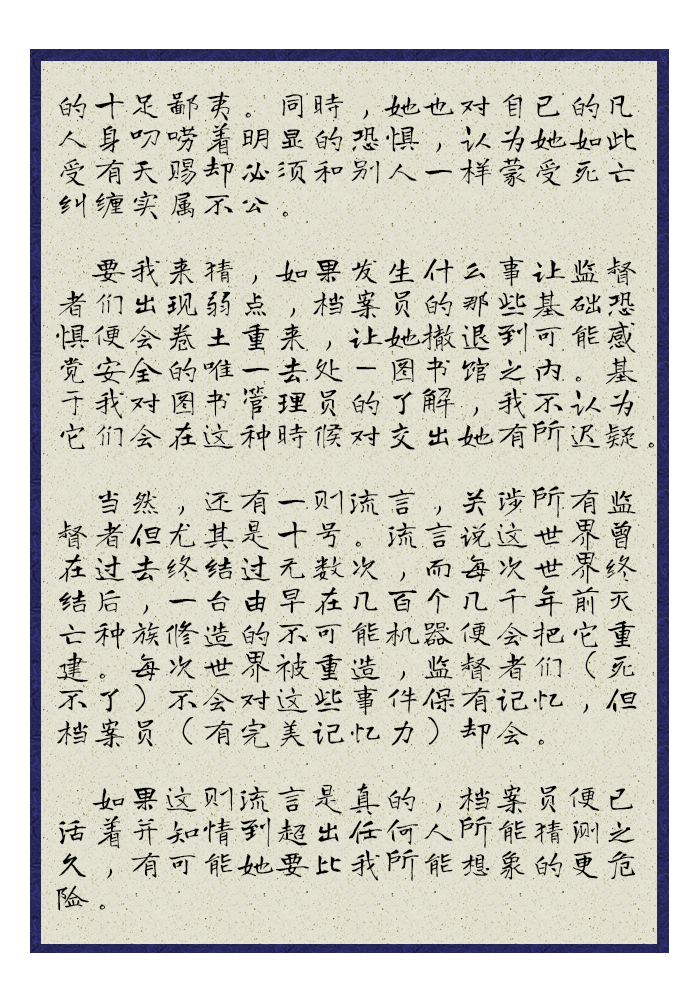 的十足鄙夷。同時，她也对自已的凡
人身叨唠着明显的恐惧，认为她如此
受有天赐却必须和别人一样蒙受死亡
纠缠实属不公。
要我来猜，如果发生什么事让监督
者们出现弱点，档案员的那些基础恐
惧便会卷土重来，让她撤退到可能感
觉安全的唯一去处－图书馆之内。基
于我对图书管理员的了解，我不认为
它们会在这种時候对交出她有所迟疑。
当然，还有一则流言，关涉所有监
督者但尤其是十号。流言说这世界曾
在过去终结过无数次，而每次世界终
结后，一台由早在几百个几千年前灭
亡种族修造的不可能机器便会把它重
建。每次世界被重造，监督者们（死
不了）不会对这些事件保有记忆，但
档案员（有完美记忆力）却会。
如果这则流言是真的，档案员便已
活着并知情到超出任何人所能猜测之
久，有可能她要比我所能想象的更危
险。